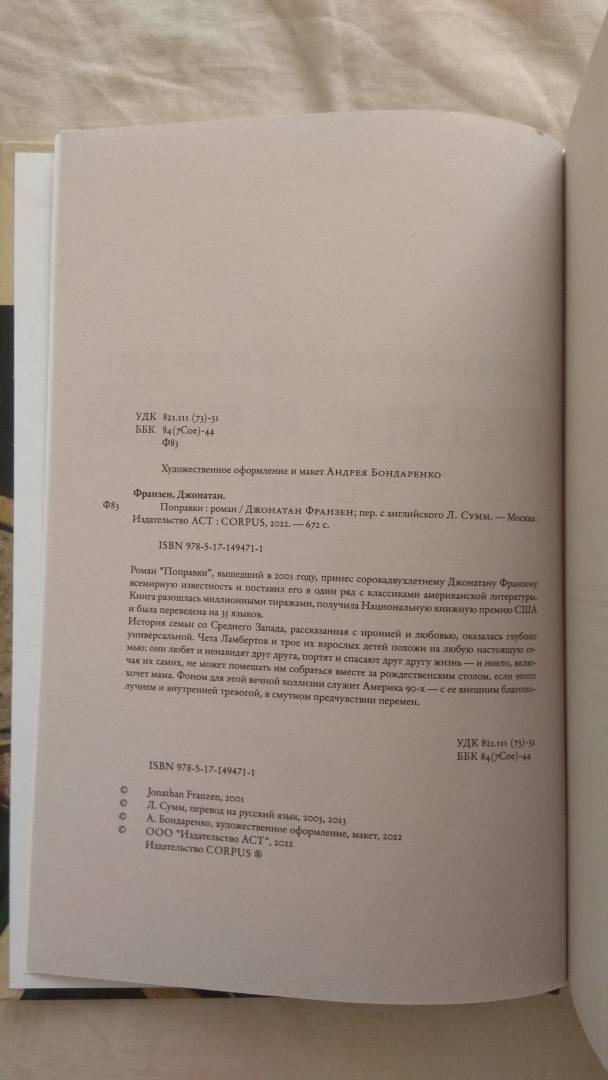 УДК 821.111 (73)-31
ББК 84(7Сое)-44
Ф83
Художественное оформление и макет Андрея Бондаренко
Франзен, Джонатан.
Ф83 Поправки : роман / Джонатан Франзен; пер. с английского Л. Сумм. — Москва :
Издательство АСТ : CORPUS, 2022. — 672 с.
ISBN 978-5-17-149471-1
Роман "Поправки", вышедший в 2001 году, принес сорокадвухлетнему Джонатану Франзену
всемирную известность и поставил его в один ряд с классиками американской литературы.
Книга разошлась миллионными тиражами, получила Национальную книжную премию США
и была переведена на 35 языков.
История семьи со Среднего Запада, рассказанная с иронией и любовью, оказалась глубоко
универсальной. Чета Ламбертов и трое их взрослых детей похожи на любую настоящую се-
мью: они любят и ненавидят друг друга, портят и спасают друг другу жизнь — и никто, вклю-
чая их самих, не может помешать им собраться вместе за рождественским столом, если этого
хочет мама. Фоном для этой вечной коллизии служит Америка 90-х — с ее внешним благопо-
лучием и внутренней тревогой, в смутном предчувствии перемен.
УДК 821.111 (73)-31
ББК 84(7Сое)-44
ISBN 978-5-17-149471-1
© Jonathan Franzen, 2001
© Л. Сумм, перевод на русский язык, 2005, 2013
© А. Бондаренко, художественное оформление, макет, 2022
© ООО "Издательство АСТ", 2022
Издательство CORPUS ®